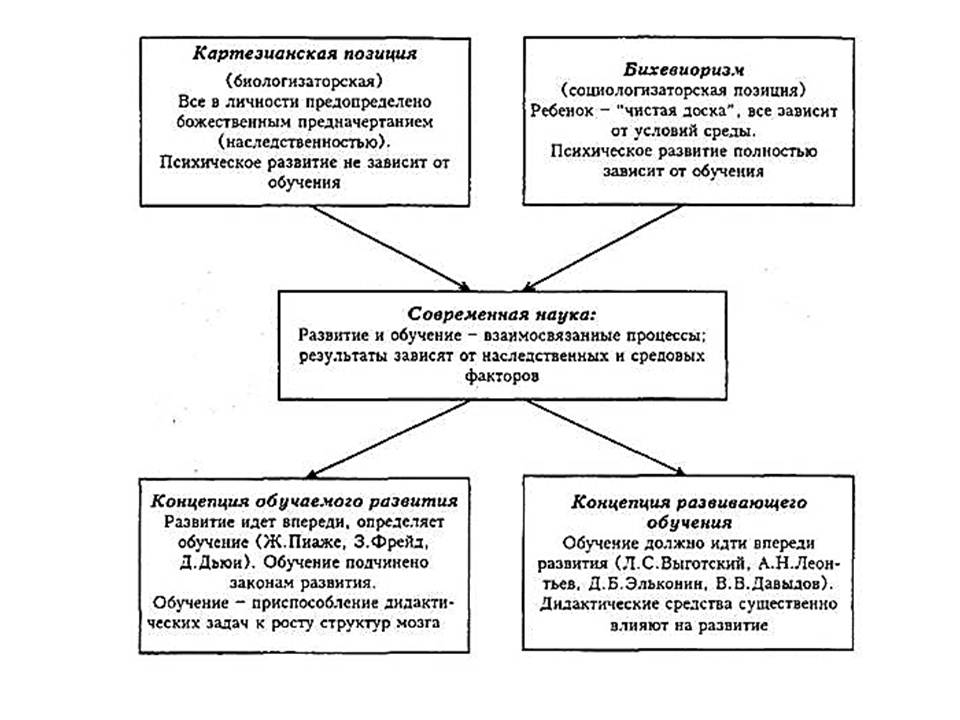 Картезианская позиция
(биологизаторская)
Все в личности предопределено
божественным предначертанием
(наследственностью).
Психическое развитие не зависит от
обучения
Бихевиоризм
(социологизаторская позиция)
Ребенок – "чистая доска", все зависит
от условий среды.
Психическое развитие полностью
зависит от обучения
Современная наука:
Развитие и обучение – взаимосвязанные процессы;
результаты зависят от наследственных и средовых
факторов
Концепция обучаемого развития
Развитие идет впереди, определяет
обучение (Ж.Пиаже, З.Фрейд,
Д.Дьюи). Обучение подчинено
законам развития.
Обучение – приспособление дидакти-
ческих задач к росту структур мозга
Концепция развивающего
обучения
Обучение должно идти впереди
развития (Л.С.Выготский, А.Н.Леон-
тьев, Д.Б.Эльконин, В.В.Давыдов).
Дидактические средства существенно
влияют на развитие